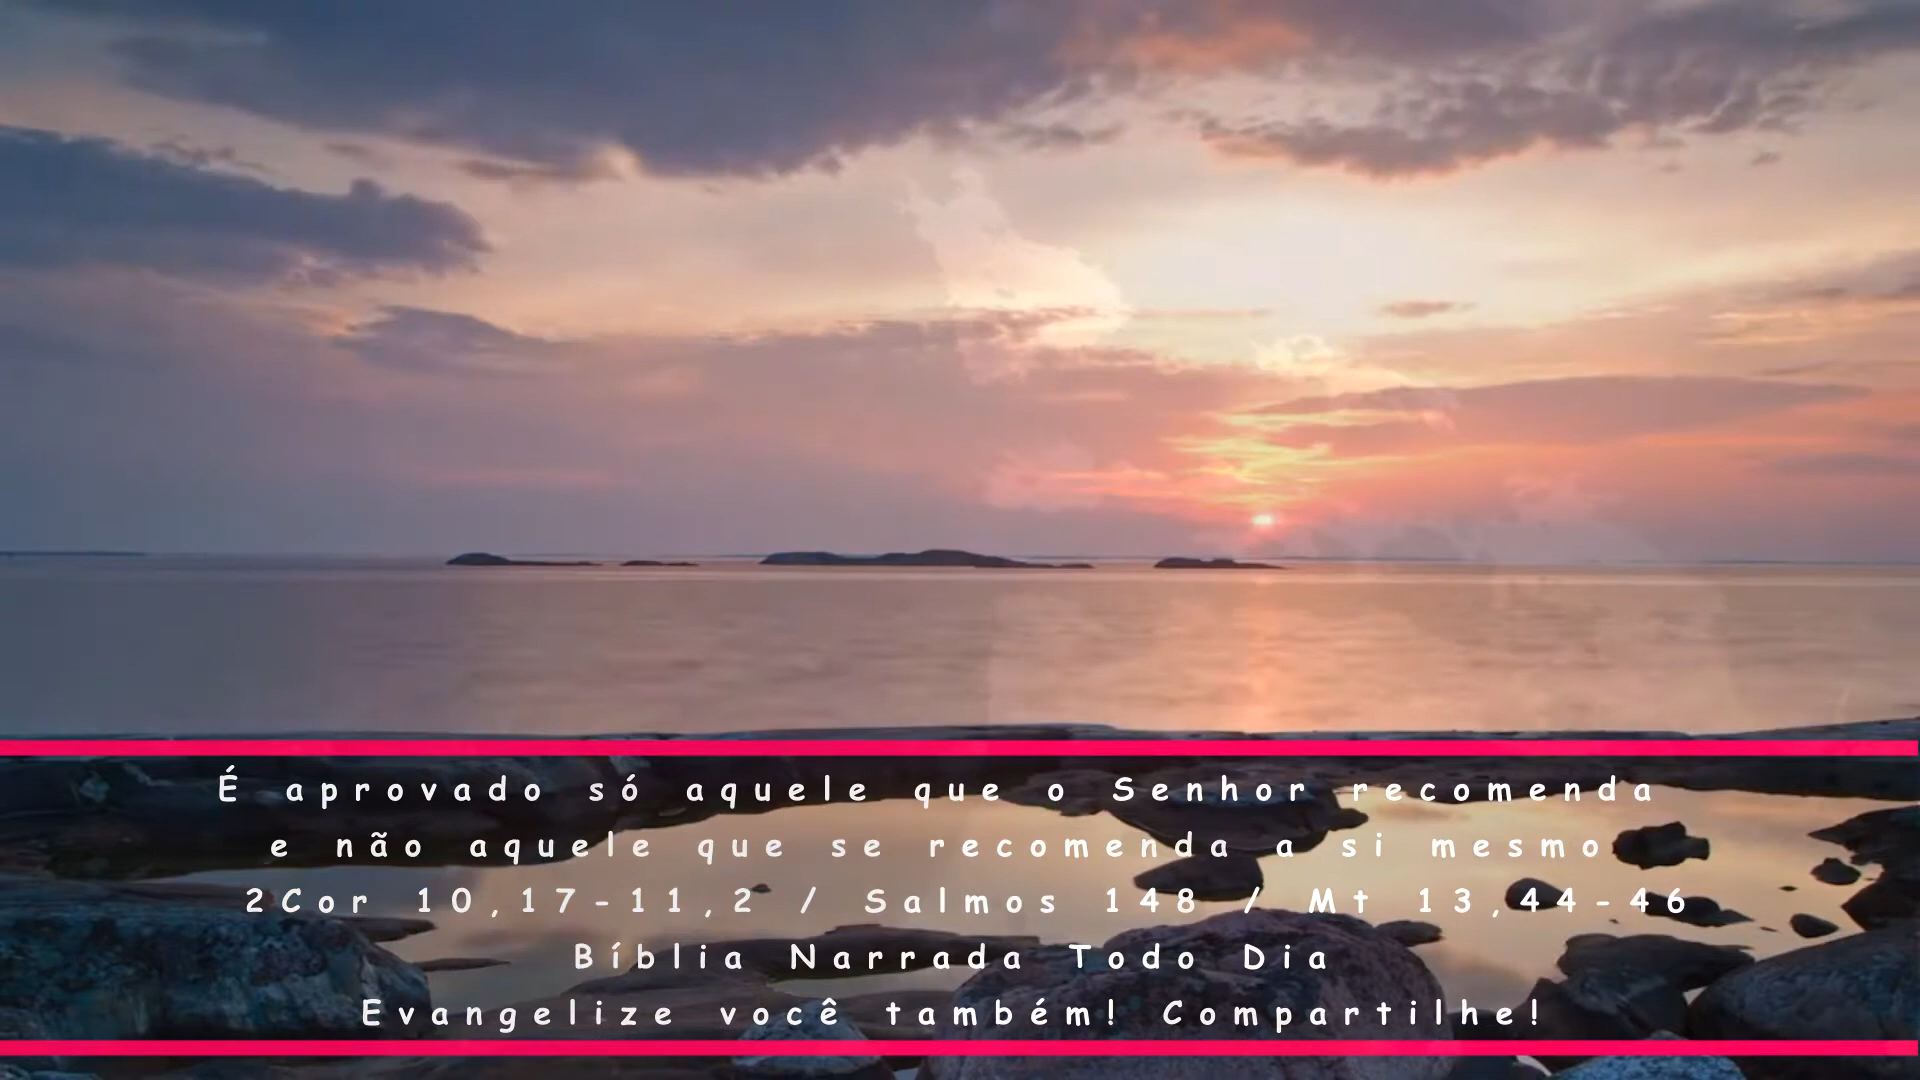 É aprovado só aquele que o Senhor recomenda
e não aquele que se recomenda a si mesmo
2Cor 10,17-11,2 / Salmos 148 / Mt 13,44-46
Bíblia Narrada Todo Dia
Evangelize você também! Compartilhe!